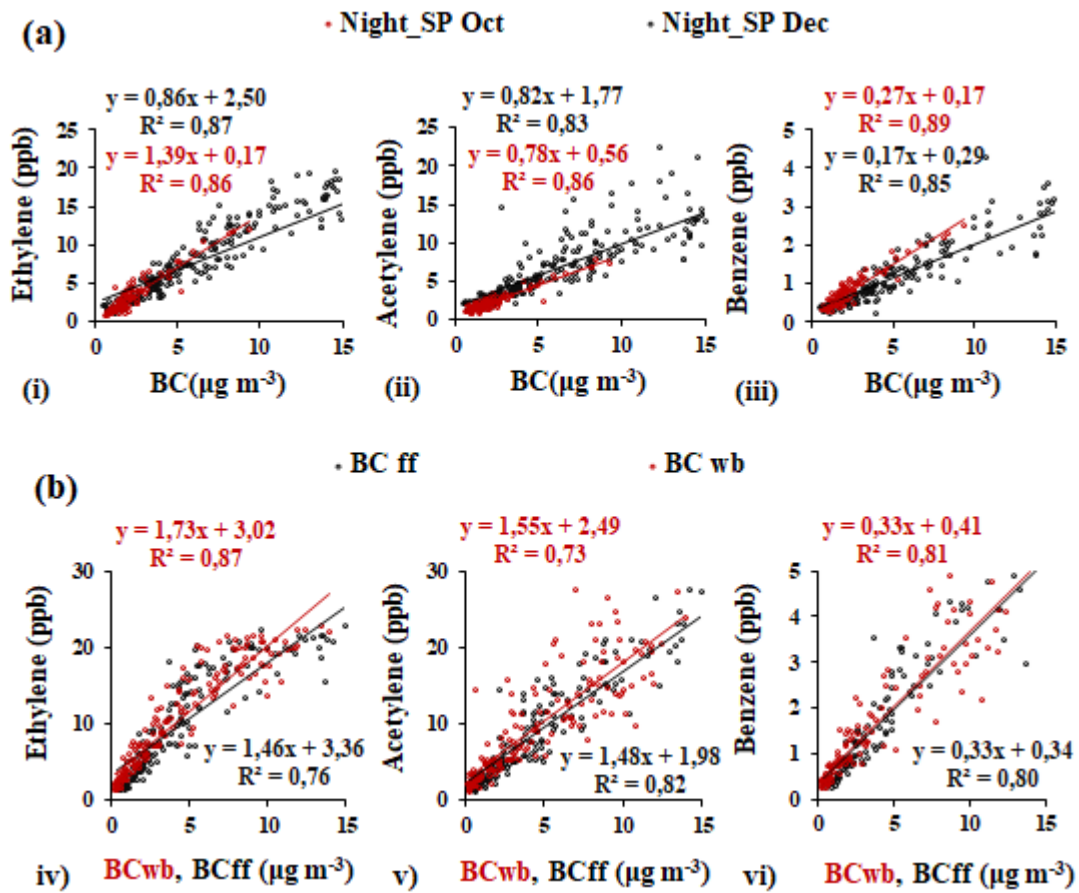 (a)
Night_SP Oct
Night_SP Dec
y = 0,86x + 2,50
R² = 0,87
y = 1,39x + 0,17
R² = 0,86
Ethylene (ppb)
25
20
15
10
5
0
0 5 10 15
BC(μg m⁻³)
(i)
y = 0,82x + 1,77
R² = 0,83
y = 0,78x + 0,56
R² = 0,86
Acetylene (ppb)
25
20
15
10
5
0
0 5 10 15
BC(μg m⁻³)
(ii)
y = 0,27x + 0,17
R² = 0,89
y = 0,17x + 0,29
R² = 0,85
Benzene (ppb)
5
4
3
2
1
0
0 5 10 15
BC(μg m⁻³)
(iii)
(b)
BC ff
BC wb
y = 1,73x + 3,02
R² = 0,87
Ethylene (ppb)
30
20
10
0
y = 1,46x + 3,36
R² = 0,76
0 5 10 15
iv)
BCwb, BCff (μg m⁻³)
y = 1,55x + 2,49
R² = 0,73
Acetylene (ppb)
30
20
10
0
y = 1,48x + 1,98
R² = 0,82
0 5 10 15
v)
BCwb, BCff (μg m⁻³)
y = 0,33x + 0,41
R² = 0,81
Benzene (ppb)
5
4
3
2
1
0
y = 0,33x + 0,34
R² = 0,80
0 5 10 15
vi)
BCwb, BCff (μg m⁻³)